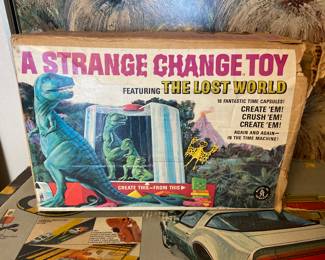 A STRANGE CHANGE TOY
FEATURING THE LOST WORLD
16 FANTASTIC TIME CAPSULES!
CREATE 'EM!
CRUSH 'EM!
CREATE 'EM!
AGAIN AND AGAIN—
IN THE TIME MACHINE!
CREATE THIS—FROM THIS